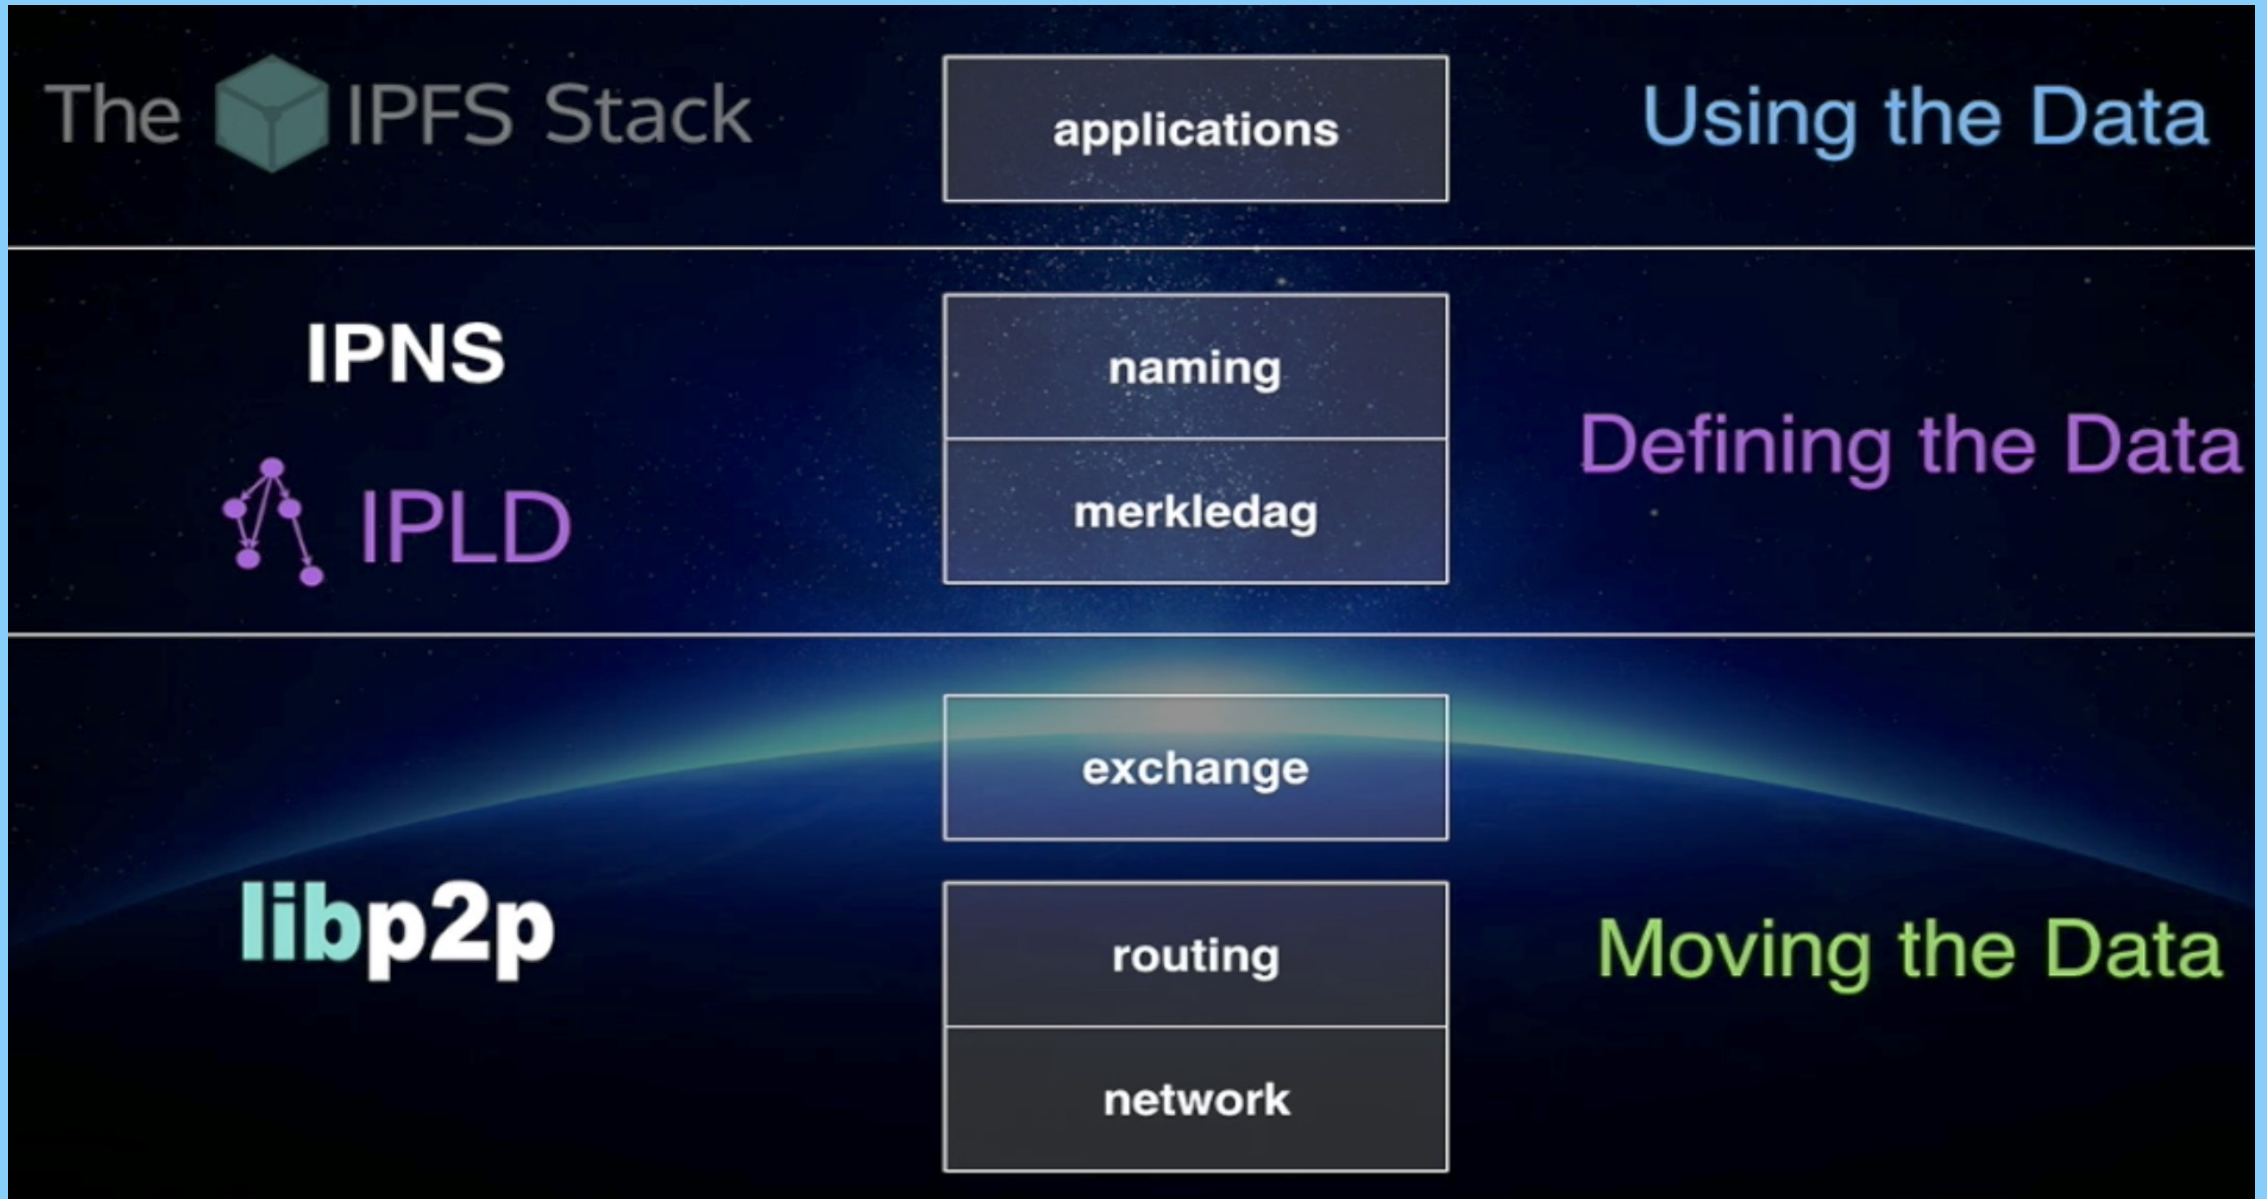 The IPFS Stack
applications
Using the Data
IPNS
naming
IPLD
merkledag
Defining the Data
exchange
libp2p
routing
network
Moving the Data